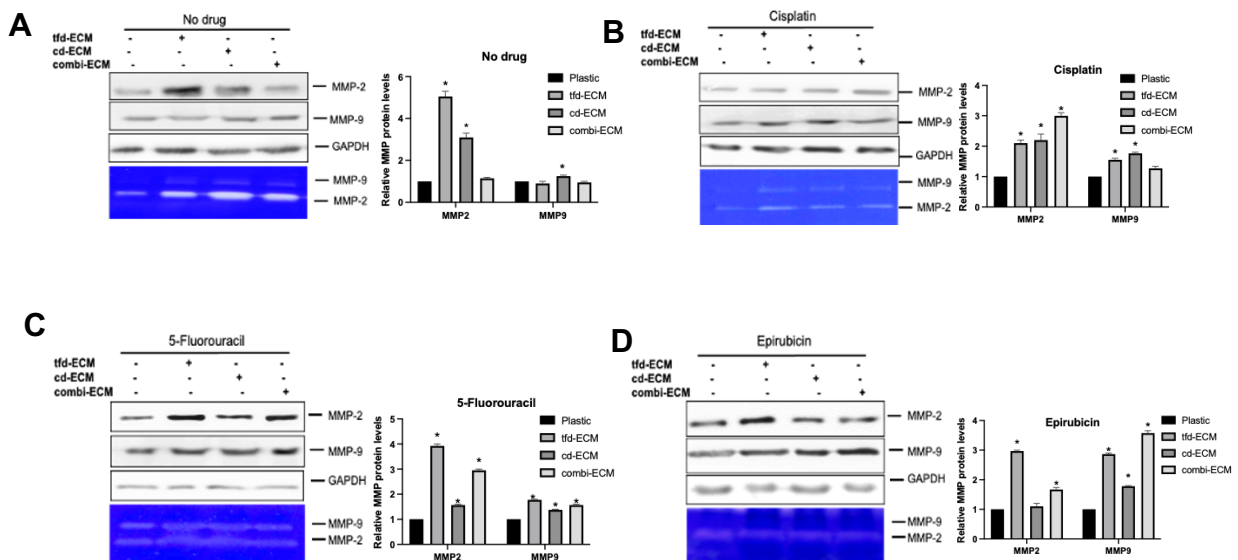 A
No drug
tfd-ECM - + - -
cd-ECM - - + -
combi-ECM - - - +
MMP-2
MMP-9
GAPDH
MMP-9
MMP-2
No drug
Relative MMP protein levels
6
4
2
0
* * *
MMP2 MMP9
Plastic
tfd-ECM
cd-ECM
combi-ECM
B
Cisplatin
tfd-ECM - + - -
cd-ECM - - + -
combi-ECM - - - +
MMP-2
MMP-9
GAPDH
MMP-9
MMP-2
Cisplatin
Relative MMP protein levels
4
3
2
1
0
* * * * *
MMP2 MMP9
Plastic
tfd-ECM
cd-ECM
combi-ECM
C
5-Fluorouracil
tfd-ECM - + - -
cd-ECM - - + -
combi-ECM - - - +
MMP-2
MMP-9
GAPDH
MMP-9
MMP-2
5-Fluorouracil
Relative MMP protein levels
5
4
3
2
1
0
* * * * * *
MMP2 MMP9
Plastic
tfd-ECM
cd-ECM
combi-ECM
D
Epirubicin
tfd-ECM - + - -
cd-ECM - - + -
combi-ECM - - - +
MMP-2
MMP-9
GAPDH
MMP-9
MMP-2
Epirubicin
Relative MMP protein levels
4
3
2
1
0
* * * * *
MMP2 MMP9
Plastic
tfd-ECM
cd-ECM
combi-ECM